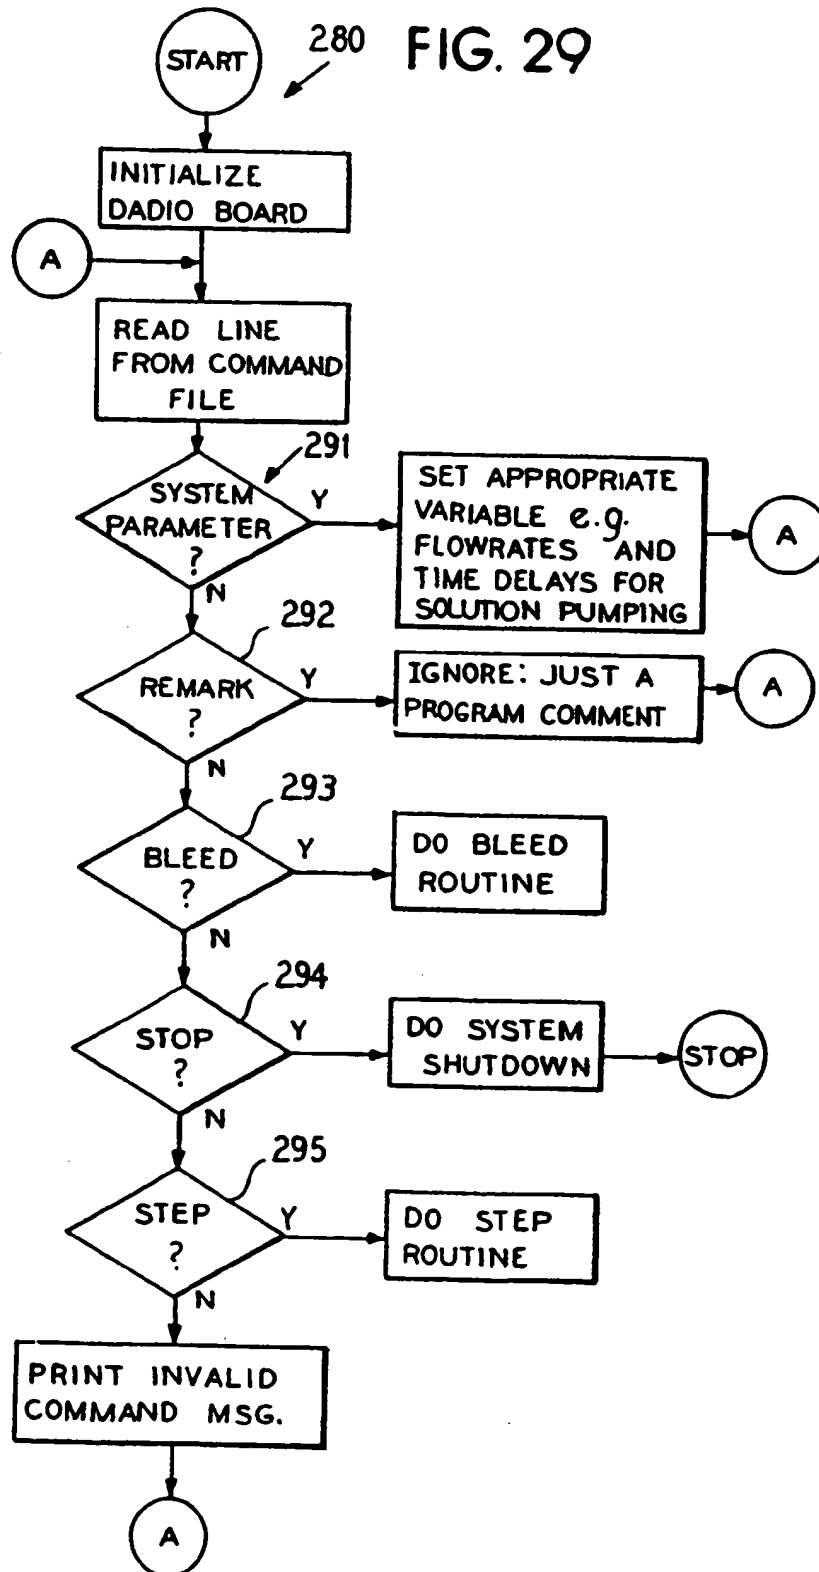 START
280
FIG. 29
INITIALIZE
DADIO BOARD
A
READ LINE
FROM COMMAND
FILE
291
SYSTEM
PARAMETER
?
Y
SET APPROPRIATE
VARIABLE e.g.
FLOWRATES AND
TIME DELAYS FOR
SOLUTION PUMPING
A
N
292
REMARK
?
Y
IGNORE: JUST A
PROGRAM COMMENT
A
N
293
BLEED
?
Y
DO BLEED
ROUTINE
N
294
STOP
?
Y
DO SYSTEM
SHUTDOWN
STOP
N
295
STEP
?
Y
DO STEP
ROUTINE
N
PRINT INVALID
COMMAND MSG.
A